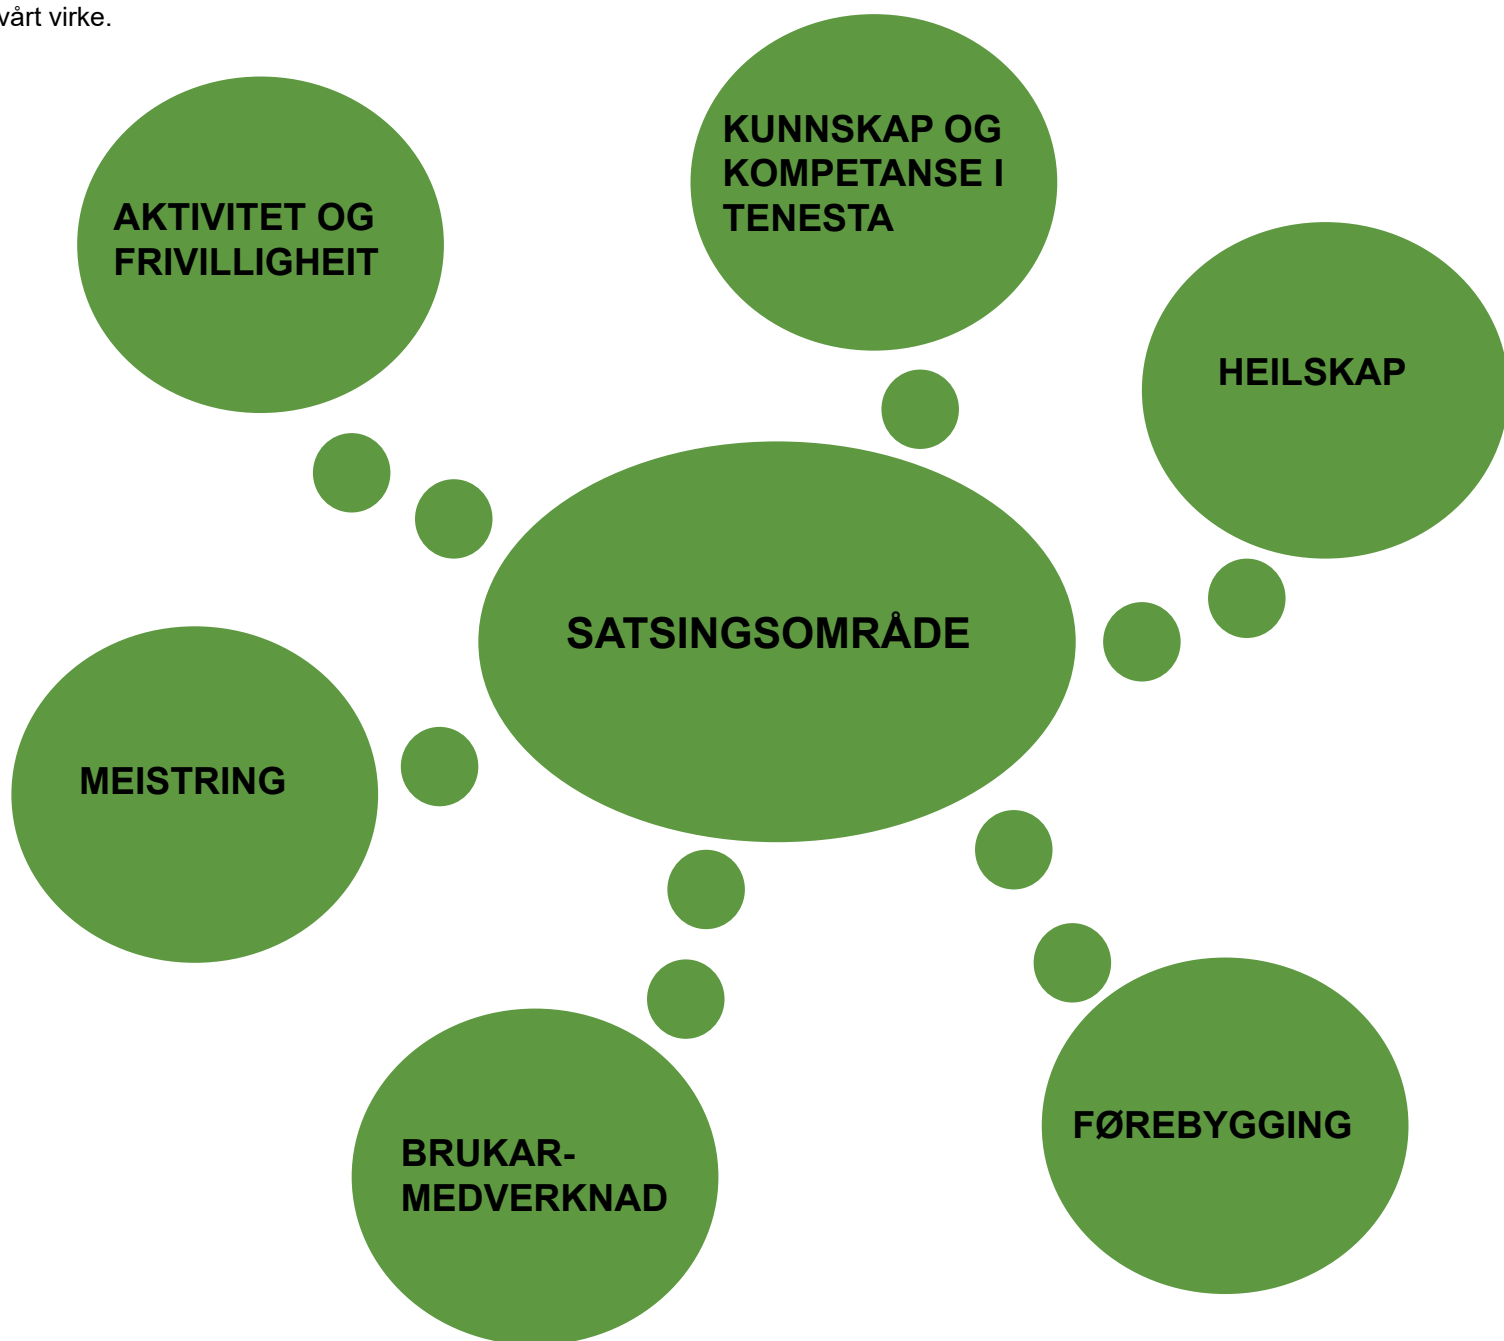 vårt virke.
KUNNSKAP OG
KOMPETANSE I
TENESTA
AKTIVITET OG
FRIVILLIGHEIT
HEILSKAP
SATSINGSOMRÅDE
MEISTRING
FØREBYGGING
BRUKAR-
MEDVERKNAD